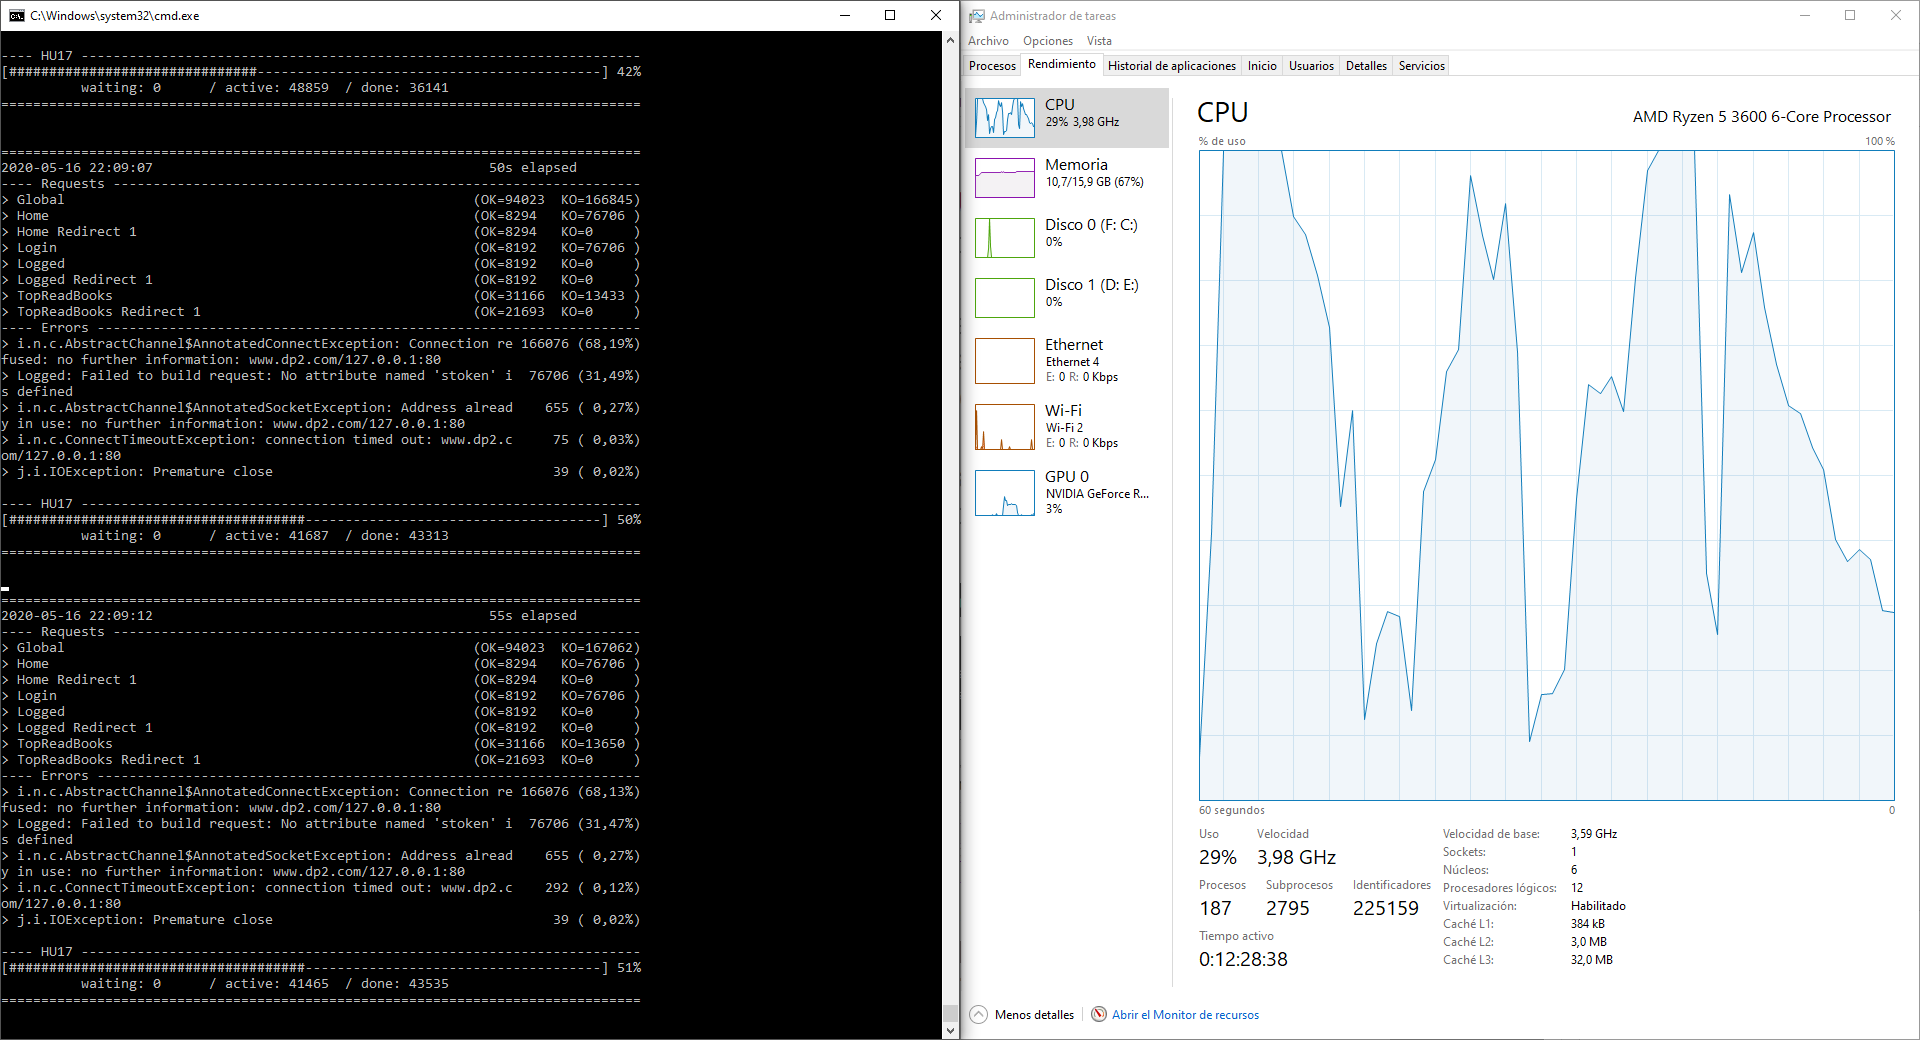 C:\Windows\system32\cmd.exe
---- HU17 ---------------------------------------------------------------------
[###############################-------------------------------------------] 42%
waiting: 0      / active: 48859  / done: 36141
================================================================================
================================================================================
2020-05-16 22:09:07                                          50s elapsed
---- Requests ------------------------------------------------------------------
> Global                                                   (OK=94023  KO=166845)
> Home                                                     (OK=8294   KO=76706 )
> Home Redirect 1                                          (OK=8294   KO=0     )
> Login                                                    (OK=8192   KO=76706 )
> Logged                                                   (OK=8192   KO=0     )
> Logged Redirect 1                                        (OK=8192   KO=0     )
> TopReadBooks                                             (OK=31166  KO=13433 )
> TopReadBooks Redirect 1                                  (OK=21693  KO=0     )
---- Errors --------------------------------------------------------------------
> i.n.c.AbstractChannel$AnnotatedConnectException: Connection re 166076 (68,19%)
fused: no further information: www.dp2.com/127.0.0.1:80
> Logged: Failed to build request: No attribute named 'stoken' i  76706 (31,49%)
s defined
> i.n.c.AbstractChannel$AnnotatedSocketException: Address alread    655 ( 0,27%)
y in use: no further information: www.dp2.com/127.0.0.1:80
> i.n.c.ConnectTimeoutException: connection timed out: www.dp2.c     75 ( 0,03%)
om/127.0.0.1:80
> j.i.IOException: Premature close                                   39 ( 0,02%)
---- HU17 ---------------------------------------------------------------------
[#####################################-------------------------------------] 50%
waiting: 0      / active: 41687  / done: 43313
================================================================================
================================================================================
2020-05-16 22:09:12                                          55s elapsed
---- Requests ------------------------------------------------------------------
> Global                                                   (OK=94023  KO=167062)
> Home                                                     (OK=8294   KO=76706 )
> Home Redirect 1                                          (OK=8294   KO=0     )
> Login                                                    (OK=8192   KO=76706 )
> Logged                                                   (OK=8192   KO=0     )
> Logged Redirect 1                                        (OK=8192   KO=0     )
> TopReadBooks                                             (OK=31166  KO=13650 )
> TopReadBooks Redirect 1                                  (OK=21693  KO=0     )
---- Errors --------------------------------------------------------------------
> i.n.c.AbstractChannel$AnnotatedConnectException: Connection re 166076 (68,13%)
fused: no further information: www.dp2.com/127.0.0.1:80
> Logged: Failed to build request: No attribute named 'stoken' i  76706 (31,47%)
s defined
> i.n.c.AbstractChannel$AnnotatedSocketException: Address alread    655 ( 0,27%)
y in use: no further information: www.dp2.com/127.0.0.1:80
> i.n.c.ConnectTimeoutException: connection timed out: www.dp2.c    292 ( 0,12%)
om/127.0.0.1:80
> j.i.IOException: Premature close                                   39 ( 0,02%)
---- HU17 ---------------------------------------------------------------------
[#####################################-------------------------------------] 51%
waiting: 0      / active: 41465  / done: 43535
================================================================================
Administrador de tareas
Archivo Opciones Vista
Procesos Rendimiento Historial de aplicaciones Inicio Usuarios Detalles Servicios
CPU
29% 3,98 GHz
Memoria
10,7/15,9 GB (67%)
Disco 0 (F: C:)
0%
Disco 1 (D: E:)
0%
Ethernet
Ethernet 4
E: 0 R: 0 Kbps
Wi-Fi
Wi-Fi 2
E: 0 R: 0 Kbps
GPU 0
NVIDIA GeForce R...
3%
CPU
AMD Ryzen 5 3600 6-Core Processor
% de uso 100 %
60 segundos 0
Uso Velocidad
29% 3,98 GHz
Procesos Subprocesos Identificadores
187 2795 225159
Tiempo activo
0:12:28:38
Velocidad de base: 3,59 GHz
Sockets: 1
Núcleos: 6
Procesadores lógicos: 12
Virtualización: Habilitado
Caché L1: 384 kB
Caché L2: 3,0 MB
Caché L3: 32,0 MB
Menos detalles Abrir el Monitor de recursos